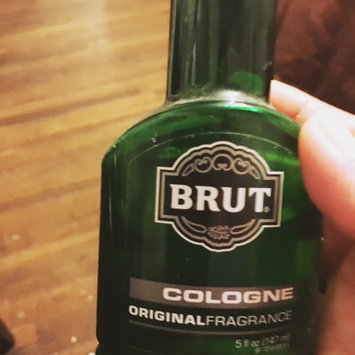 BRUT®
COLOGNE
ORIGINALFRAGRANCE
5 fl oz (147 ml)